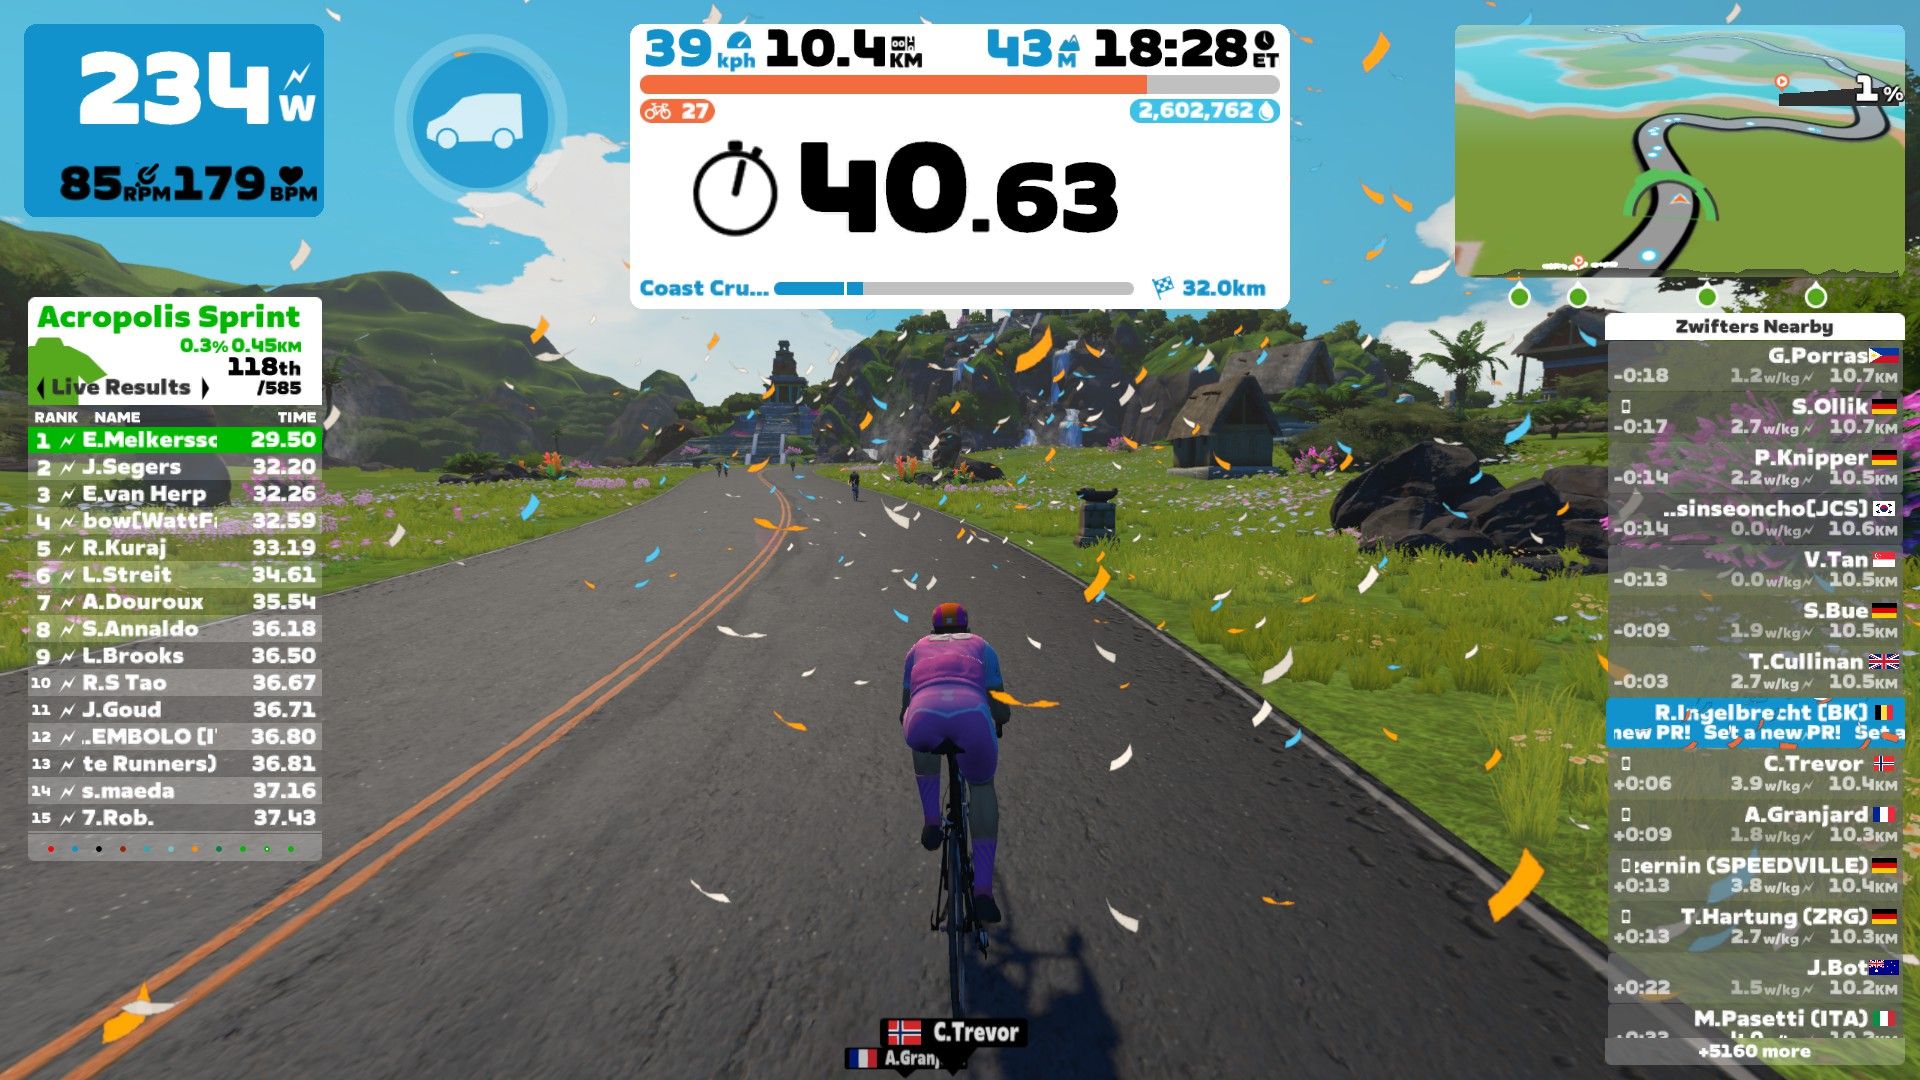 234 W
85 RPM 179 BPM
39 kph 10.4 KM 43 M 18:28 ET
27
2,602,762
40.63
Coast Cru... 32.0km
1%
Acropolis Sprint
0.3% 0.45KM
118th
Live Results /585
RANK NAME TIME
1 E.Melkersso 29.50
2 J.Segers 32.20
3 E.van Herp 32.26
4 bow[WattFa 32.59
5 R.Kuraj 33.19
6 L.Streit 34.61
7 A.Douroux 35.54
8 S.Annaldo 36.18
9 L.Brooks 36.50
10 R.S Tao 36.67
11 J.Goud 36.71
12 ..EMBOLO [I 36.80
13 te Runners) 36.81
14 s.maeda 37.16
15 7.Rob. 37.43
Zwifters Nearby
G.Porras
-0:18 1.2w/kg 10.7KM
S.Ollik
-0:17 2.7w/kg 10.7KM
P.Knipper
-0:14 2.2w/kg 10.5KM
..sinseoncho[JCS]
-0:14 0.0w/kg 10.6KM
V.Tan
-0:13 0.0w/kg 10.5KM
S.Bue
-0:09 1.9w/kg 10.5KM
T.Cullinan
-0:03 2.7w/kg 10.5KM
R.Ingelbrecht (BK)
new PR! Set a new PR! Set a
C.Trevor
+0:06 3.9w/kg 10.4KM
A.Granjard
+0:09 1.8w/kg 10.3KM
zernin (SPEEDVILLE)
+0:13 3.8w/kg 10.4KM
T.Hartung (ZRG)
+0:13 2.7w/kg 10.3KM
J.Bot
+0:22 1.5w/kg 10.2KM
M.Pasetti (ITA)
+5160 more
C.Trevor
A.Granj